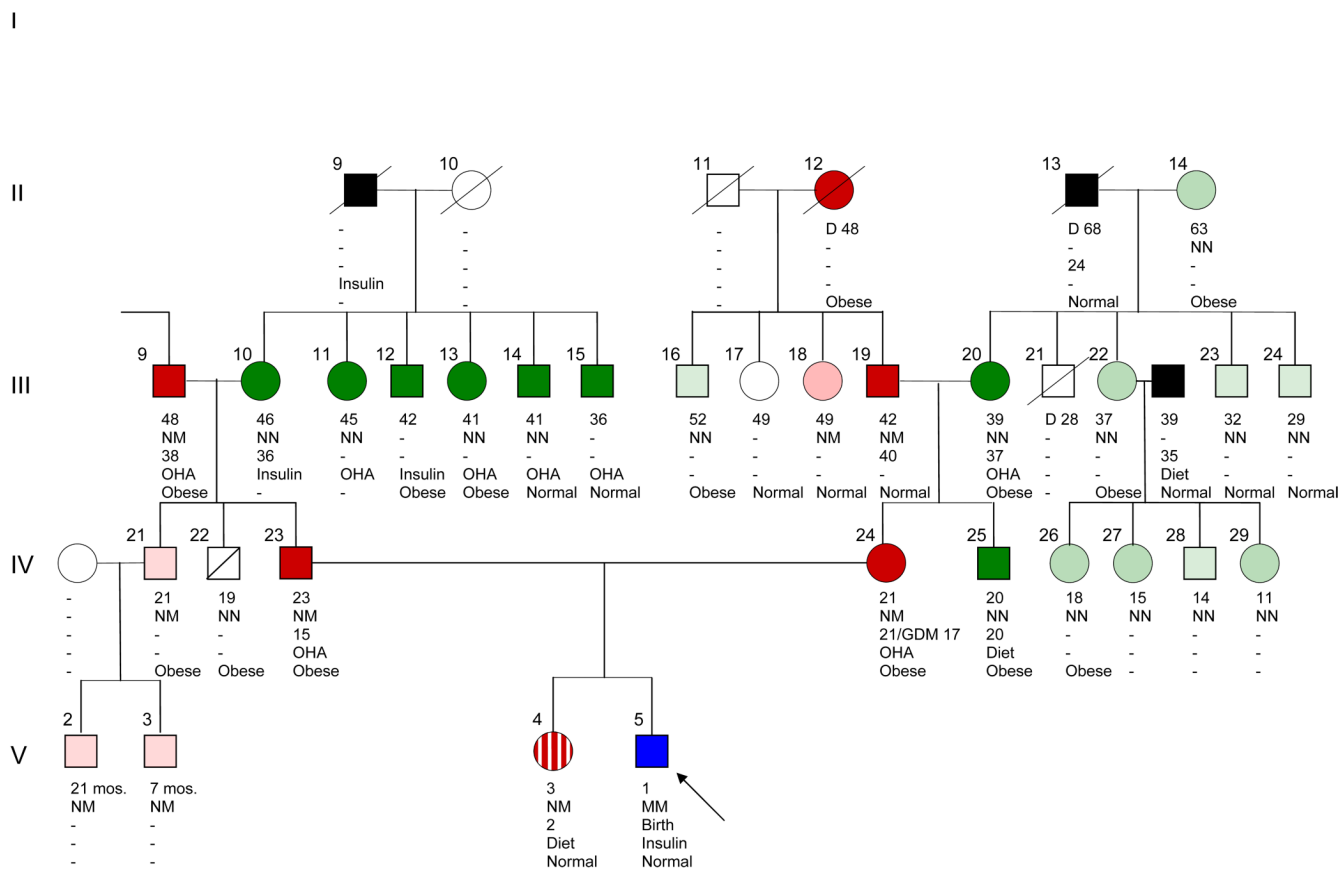 I
II
9 10 11 12 13 14
- - - D 48 D 68 63
- - - - - NN
- - - - 24 -
Insulin - - - - -
- - - Obese Normal Obese
III
9 10 11 12 13 14 15 16 17 18 19 20 21 22 23 24
48 46 45 42 41 41 36 52 49 49 42 39 D 28 37 39 32 29
NM NN NN - NN NN - NN - NM NM NN - NN - NN NN
38 36 - - - - - - - - 40 37 - - 35 - -
OHA Insulin OHA Insulin OHA OHA OHA - - - - OHA - - Diet - -
Obese - - Obese Obese Normal Normal Obese Normal Normal Normal Obese - Obese Normal Normal Normal
IV
21 22 23 24 25 26 27 28 29
- 21 19 23 21 20 18 15 14 11
- NM NN NM NM NN NN NN NN NN
- - - 15 21/GDM 17 20 - - - -
- - - OHA OHA Diet - - - -
- Obese Obese Obese Obese Obese Obese - - -
V
2 3 4 5
21 mos. 7 mos. 3 1
NM NM NM MM
- - 2 Birth
- - Diet Insulin
- - Normal Normal